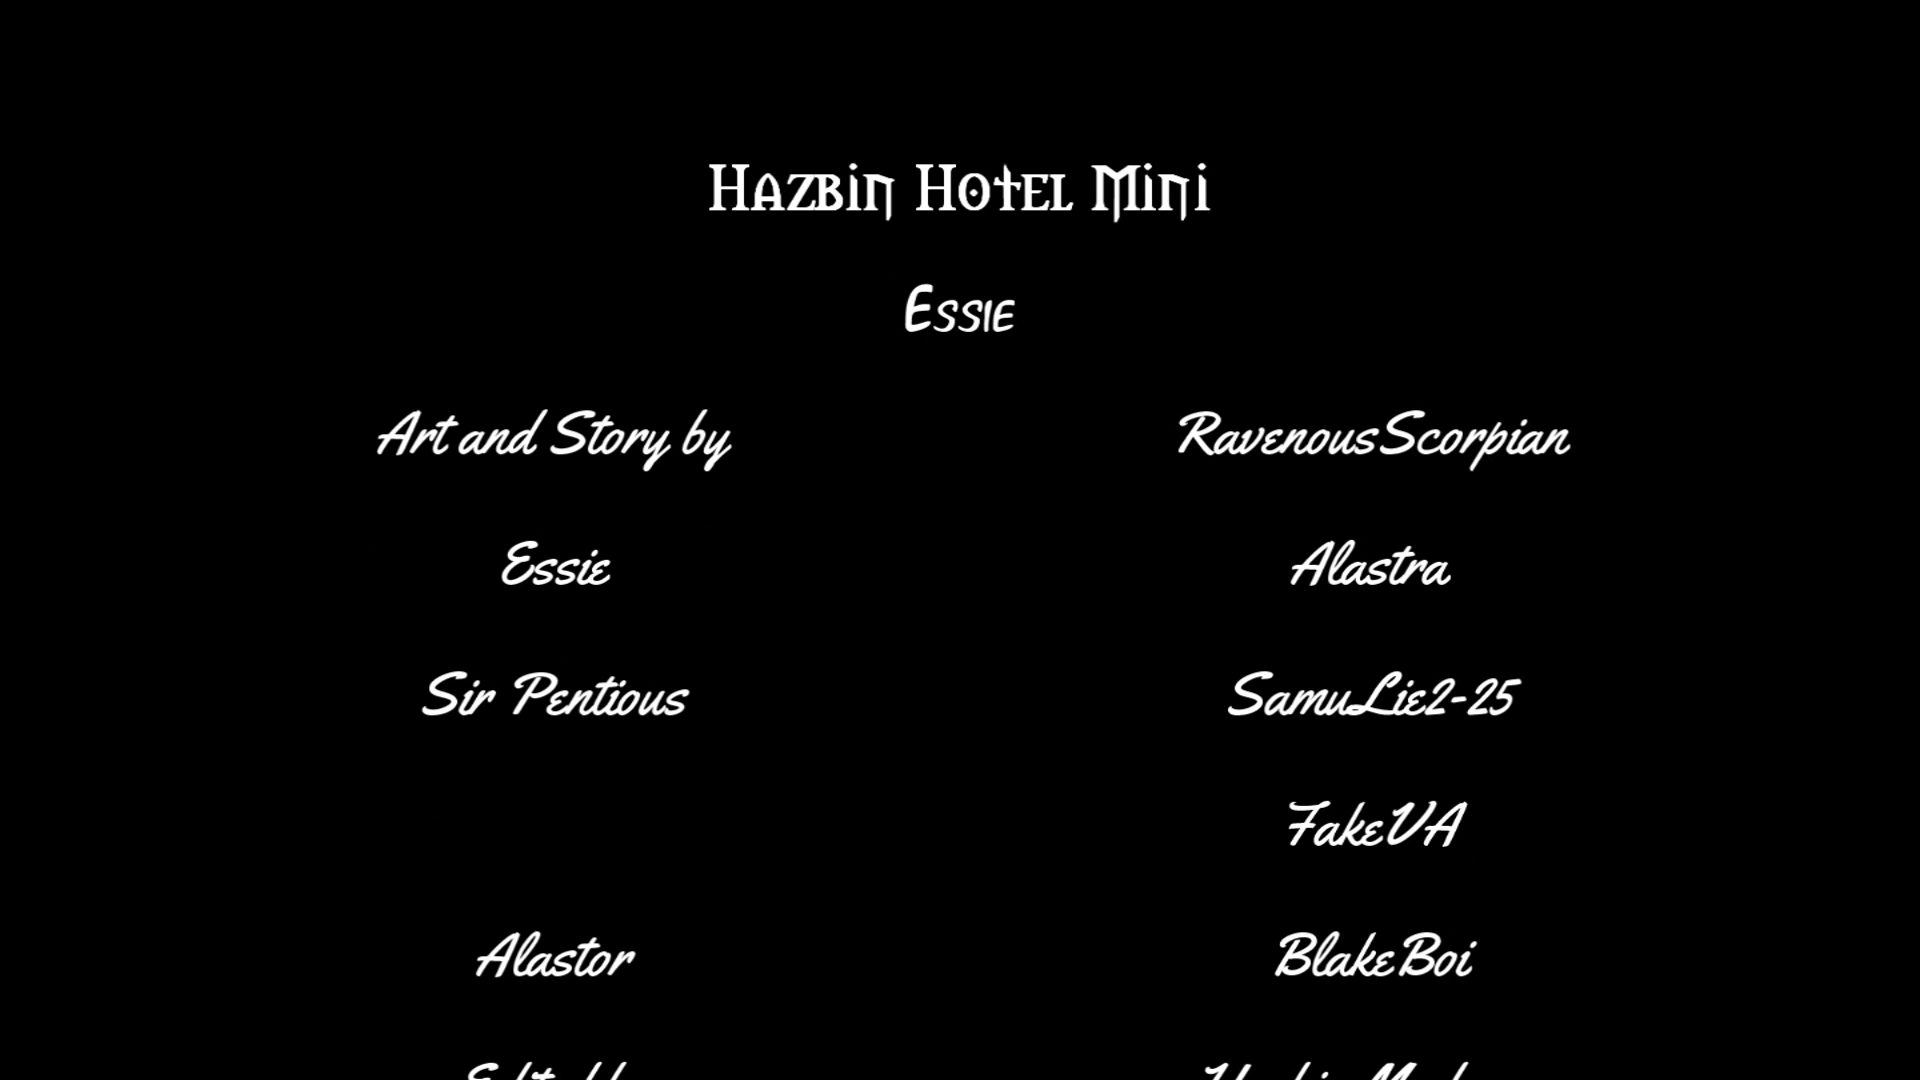 Hazbin Hotel Mini
Essie
Art and Story by RavenousScorpian
Essie Alastra
Sir Pentious SamuLie2-25
FakeVA
Alastor BlakeBoi